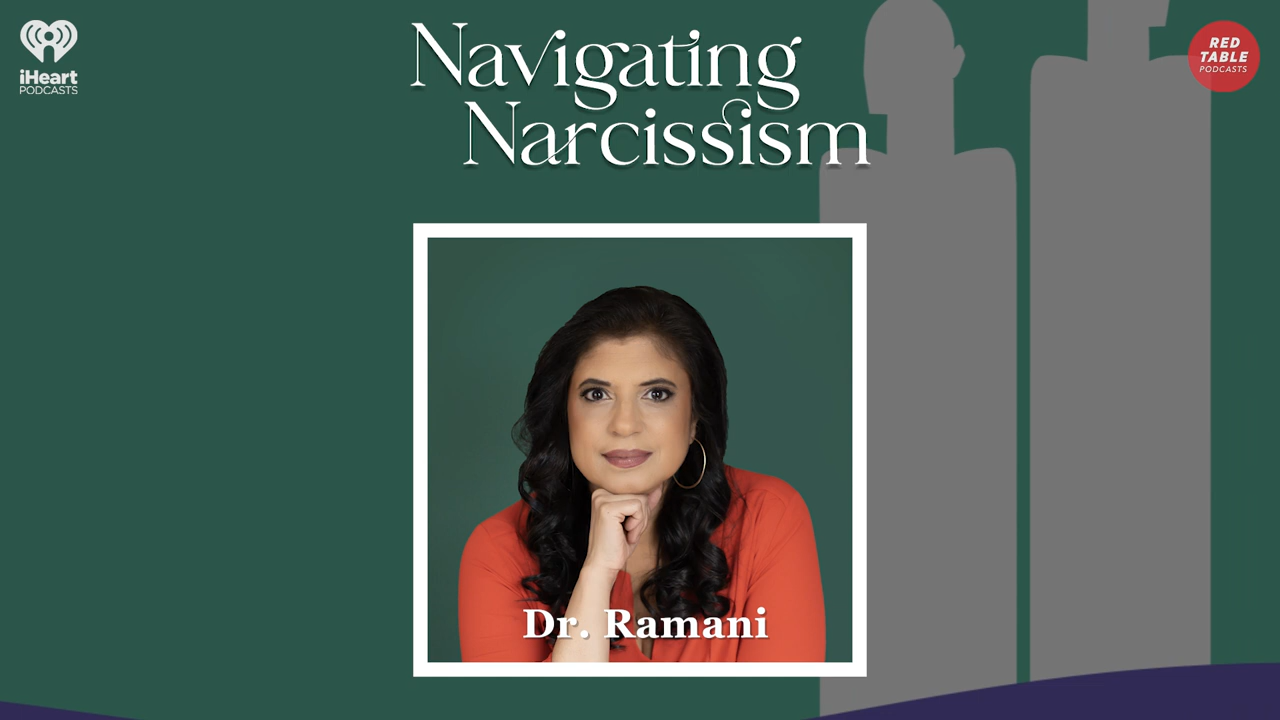 iHeart
PODCASTS
Navigating
Narcissism
RED
TABLE
PODCASTS
Dr. Ramani